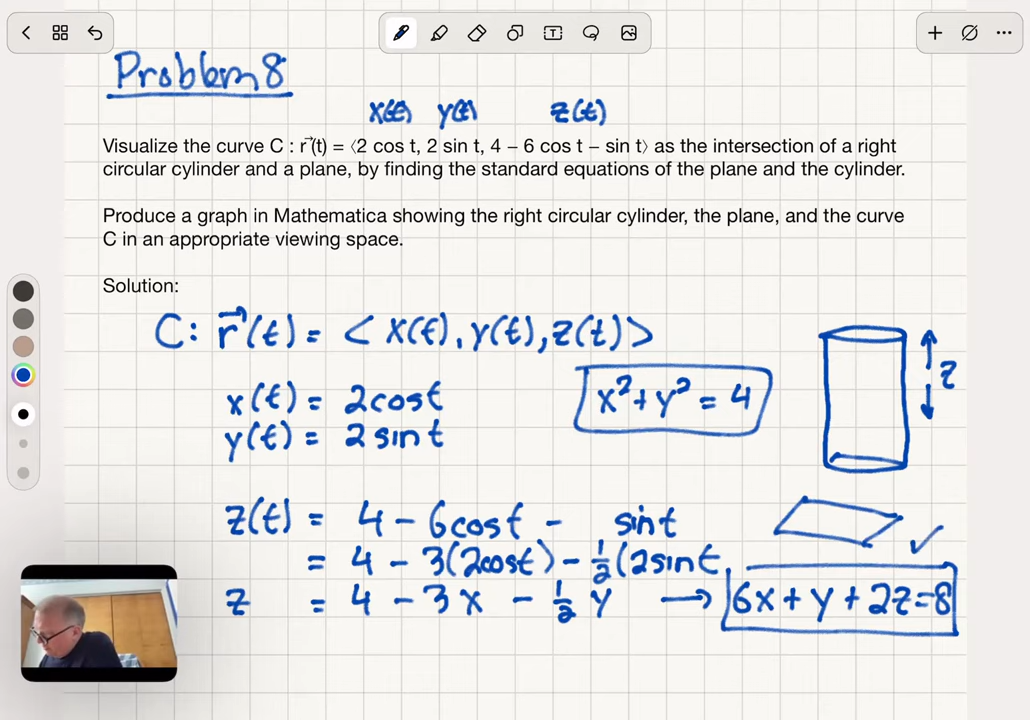 Problem 8
x(t) y(t) z(t)
Visualize the curve C : r⃗(t) = ⟨2 cos t, 2 sin t, 4 − 6 cos t − sin t⟩ as the intersection of a right
circular cylinder and a plane, by finding the standard equations of the plane and the cylinder.
Produce a graph in Mathematica showing the right circular cylinder, the plane, and the curve
C in an appropriate viewing space.
Solution:
C: r⃗(t) = < x(t), y(t), z(t) >
x(t) = 2cost
x² + y² = 4
z
y(t) = 2 sin t
z(t) = 4 - 6cost - sint
= 4 - 3(2cost) - 1/2 (2sint
z = 4 - 3x - 1/2 y → 6x + y + 2z = 8
T